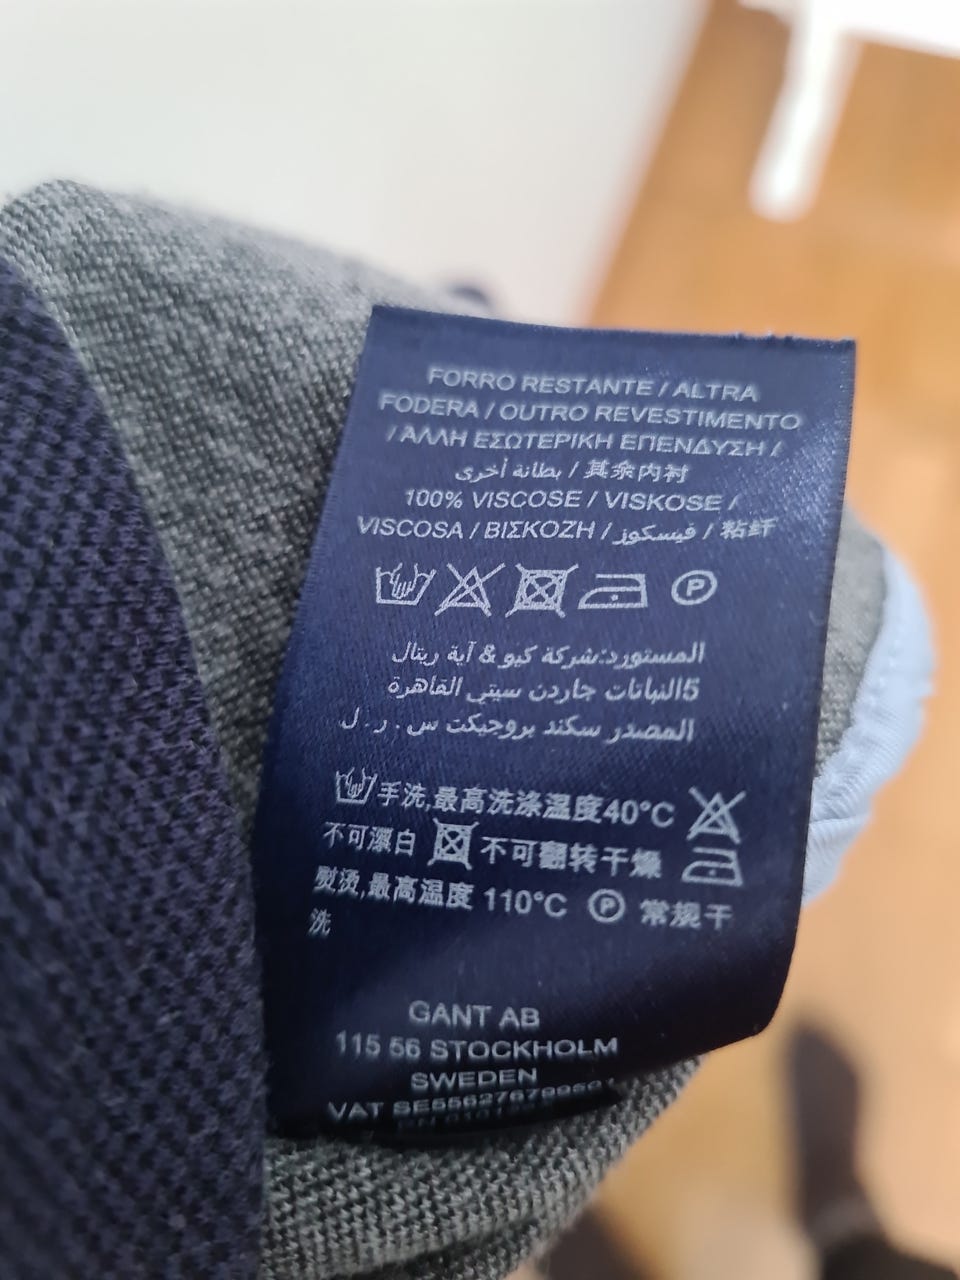 FORRO RESTANTE / ALTRA
FODERA / OUTRO REVESTIMENTO
/ ΆΛΛΗ ΕΣΩΤΕΡΙΚΗ ΕΠΕΝΔΥΣΗ /
بطانة أخرى / 其余内衬
100% VISCOSE / VISKOSE /
VISCOSA / ΒΙΣΚΟΖΗ / فيسكوز / 粘纤
P
المستورد:شركة كيو & آية ريتال
5النباتات جاردن سيتي القاهرة
المصدر سكند بروجيكت س . ر . ل
手洗,最高洗涤温度40°C
不可漂白 不可翻转干燥
熨烫,最高温度 110°C P 常规干
洗
GANT AB
115 56 STOCKHOLM
SWEDEN
VAT